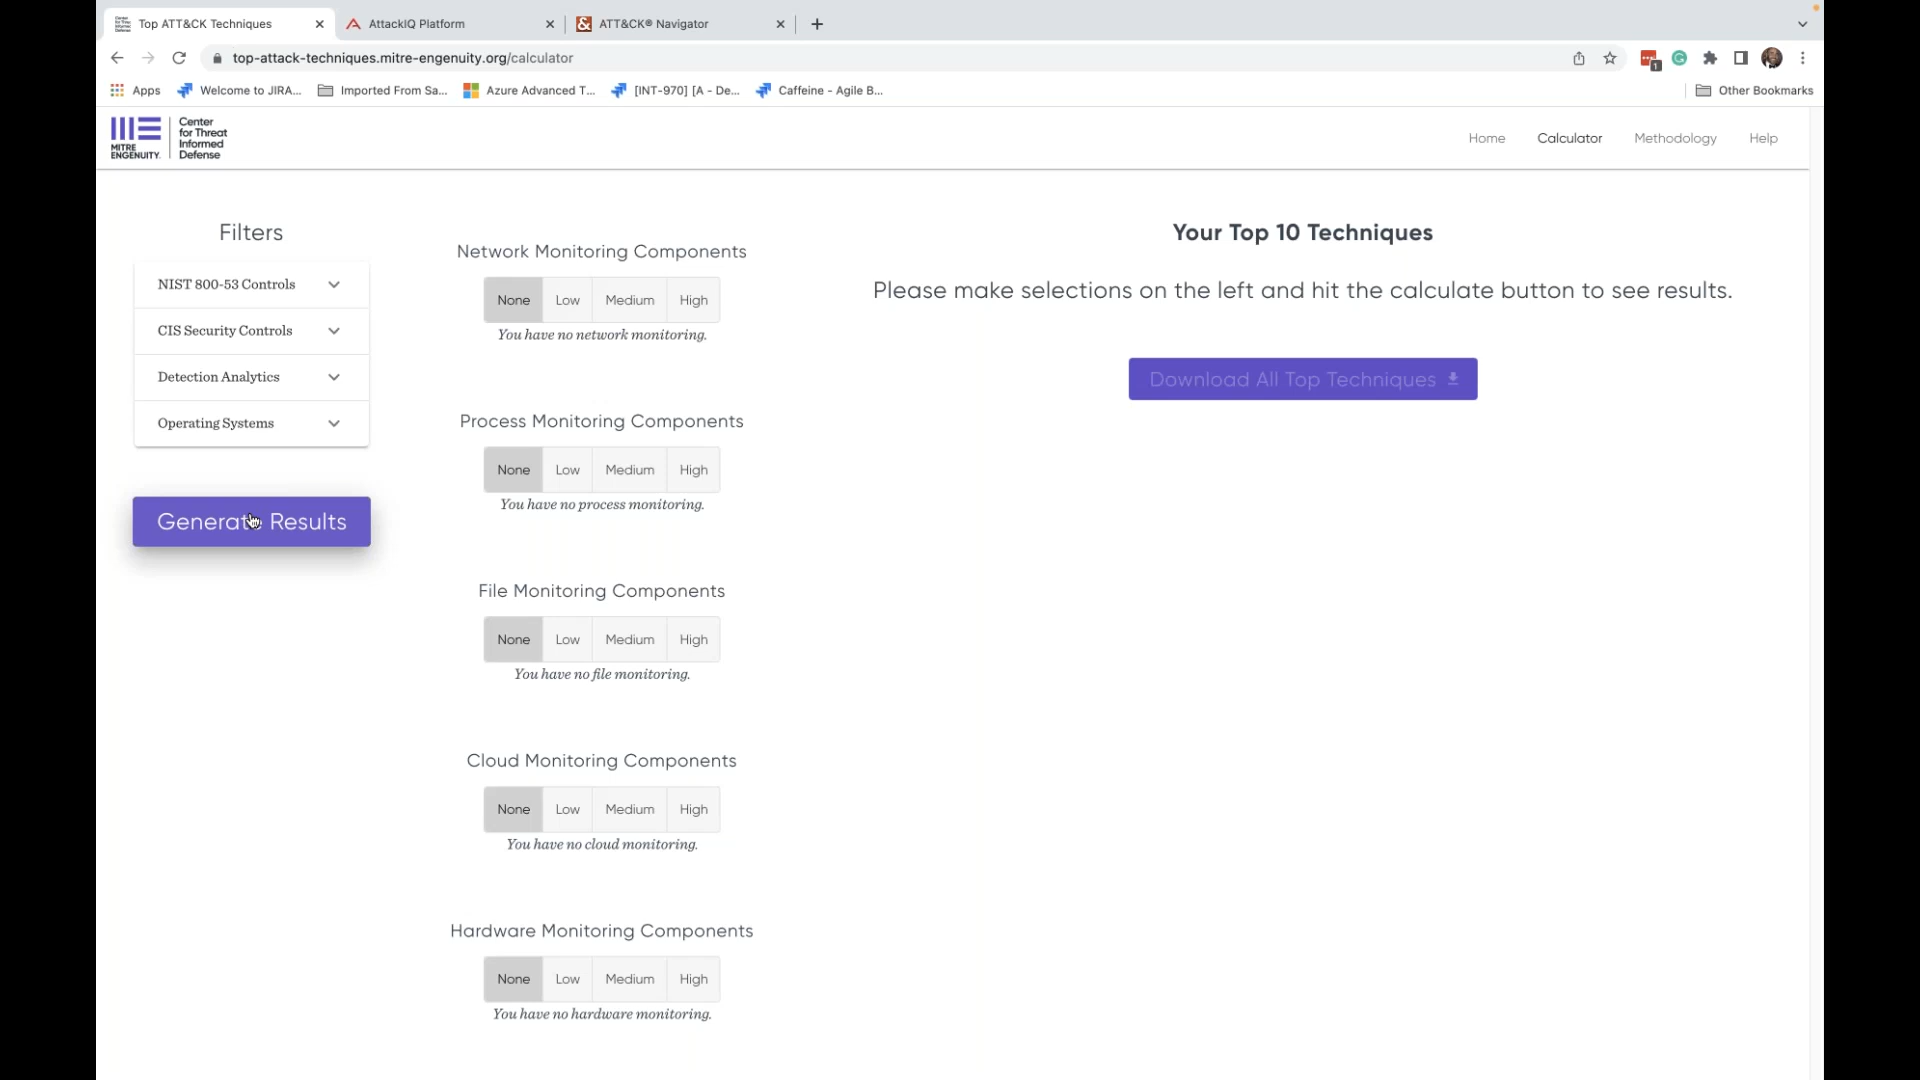 Top ATT&CK Techniques
AttackIQ Platform
ATT&CK® Navigator
top-attack-techniques.mitre-engenuity.org/calculator
1
Apps
Welcome to JIRA...
Imported From Sa...
Azure Advanced T...
[INT-970] [A - De...
Caffeine - Agile B...
Other Bookmarks
MITRE
ENGENUITY.
Center
for Threat
Informed
Defense
Home
Calculator
Methodology
Help
Filters
NIST 800-53 Controls
CIS Security Controls
Detection Analytics
Operating Systems
Generate Results
Network Monitoring Components
None Low Medium High
You have no network monitoring.
Process Monitoring Components
None Low Medium High
You have no process monitoring.
File Monitoring Components
None Low Medium High
You have no file monitoring.
Cloud Monitoring Components
None Low Medium High
You have no cloud monitoring.
Hardware Monitoring Components
None Low Medium High
You have no hardware monitoring.
Your Top 10 Techniques
Please make selections on the left and hit the calculate button to see results.
Download All Top Techniques